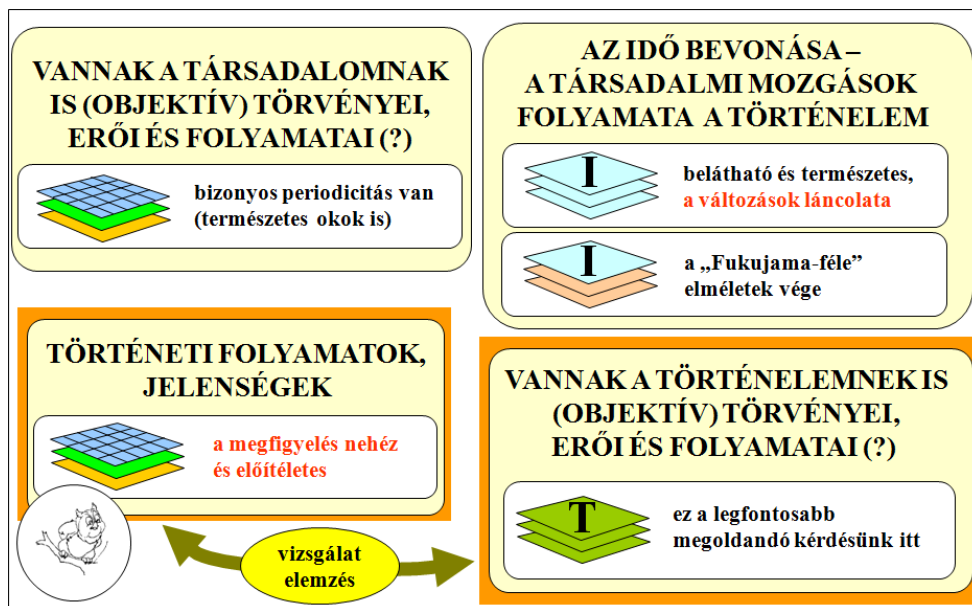 VANNAK A TÁRSADALOMNAK
IS (OBJEKTÍV) TÖRVÉNYEI,
ERŐI ÉS FOLYAMATAI (?)
bizonyos periodicitás van
(természetes okok is)
AZ IDŐ BEVONÁSA –
A TÁRSADALMI MOZGÁSOK
FOLYAMATA A TÖRTÉNELEM
I
belátható és természetes,
a változások láncolata
I
a „Fukujama-féle”
elméletek vége
TÖRTÉNETI FOLYAMATOK,
JELENSÉGEK
a megfigyelés nehéz
és előítéletes
VANNAK A TÖRTÉNELEMNEK IS
(OBJEKTÍV) TÖRVÉNYEI,
ERŐI ÉS FOLYAMATAI (?)
T
ez a legfontosabb
megoldandó kérdésünk itt
vizsgálat
elemzés